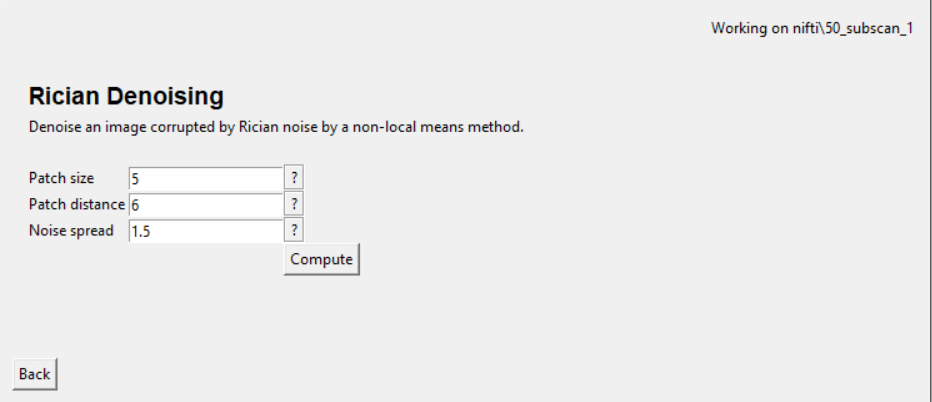 Working on nifti\50_subscan_1
Rician Denoising
Denoise an image corrupted by Rician noise by a non-local means method.
Patch size 5 ?
Patch distance 6 ?
Noise spread 1.5 ?
Compute
Back